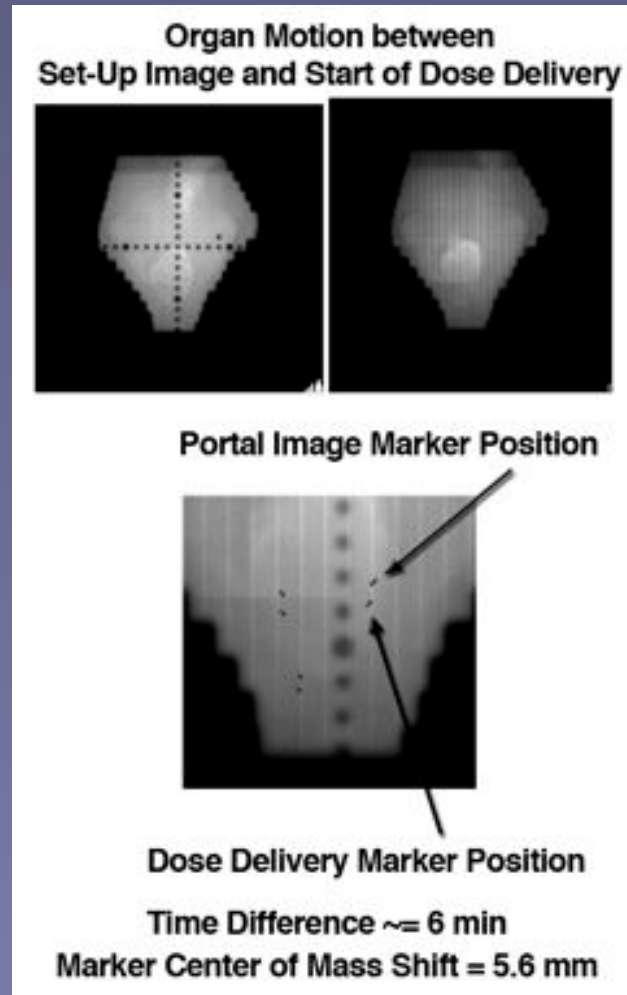 Organ Motion between
Set-Up Image and Start of Dose Delivery
Portal Image Marker Position
Dose Delivery Marker Position
Time Difference ~= 6 min
Marker Center of Mass Shift = 5.6 mm